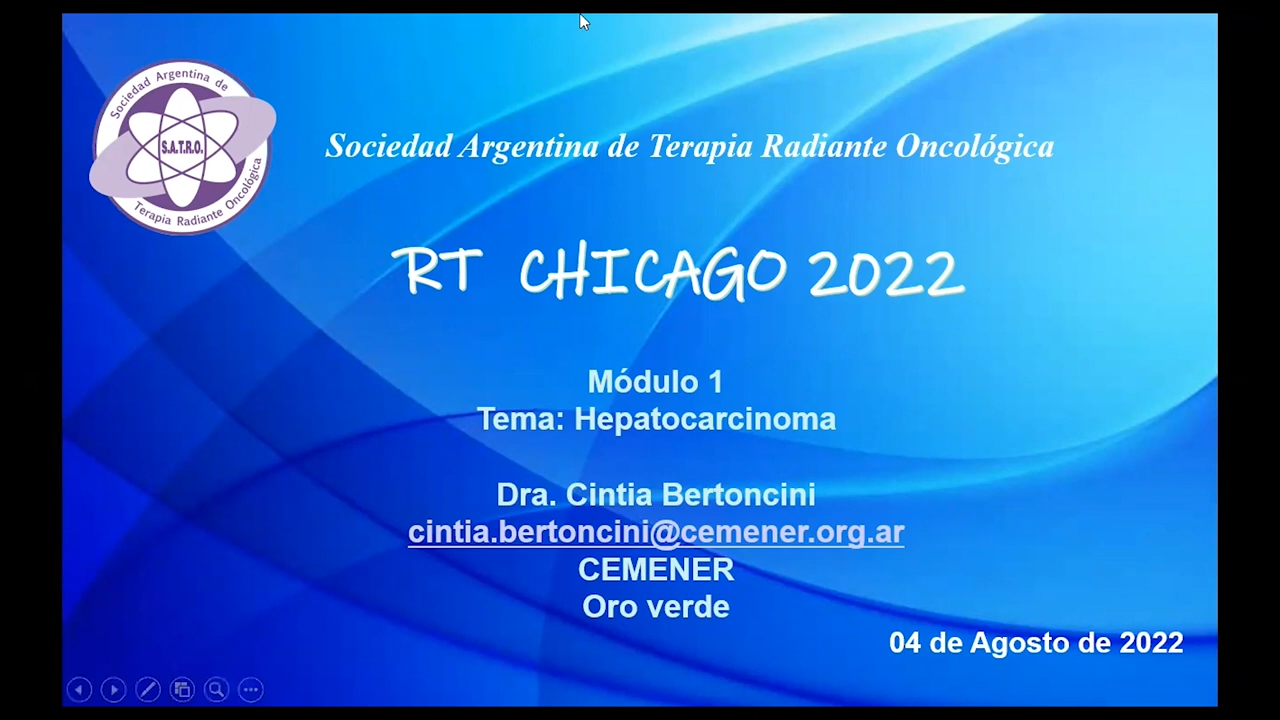 Sociedad Argentina de
S.A.T.R.O.
Terapia Radiante Oncológica
Sociedad Argentina de Terapia Radiante Oncológica
RT CHICAGO 2022
Módulo 1
Tema: Hepatocarcinoma
Dra. Cintia Bertoncini
cintia.bertoncini@cemener.org.ar
CEMENER
Oro verde
04 de Agosto de 2022